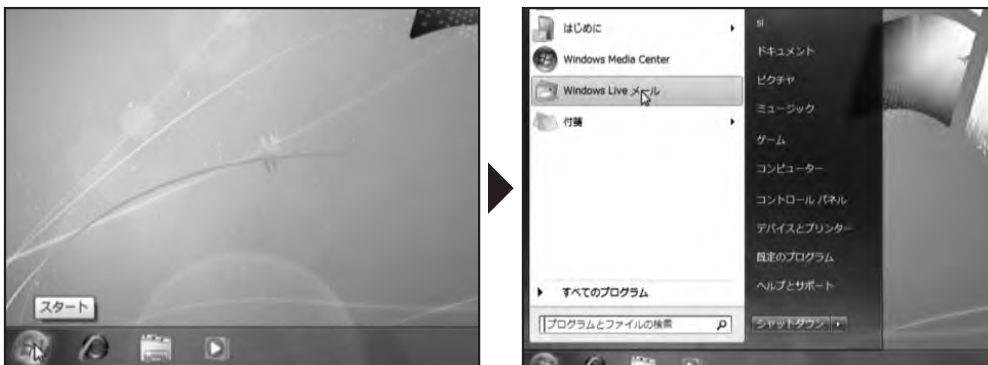 スタート
はじめに
Windows Media Center
Windows Live メール
付箋
すべてのプログラム
プログラムとファイルの検索
si
ドキュメント
ピクチャ
ミュージック
ゲーム
コンピューター
コントロール パネル
デバイスとプリンター
既定のプログラム
ヘルプとサポート
シャットダウン